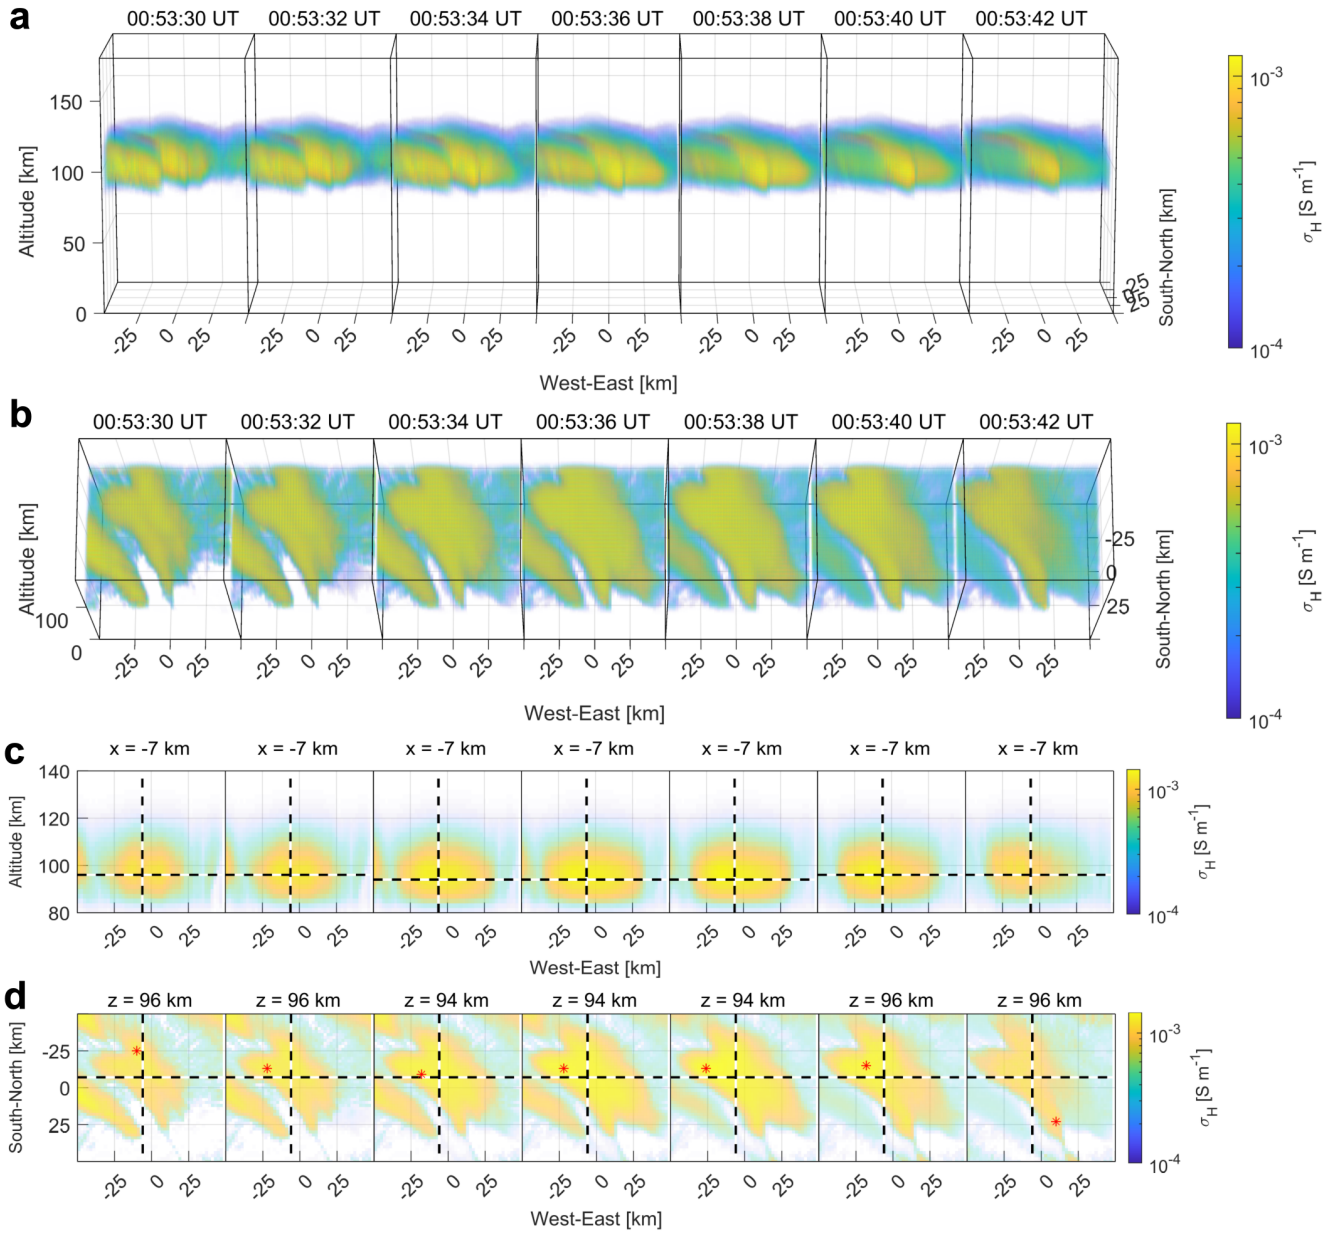 a
00:53:30 UT 00:53:32 UT 00:53:34 UT 00:53:36 UT 00:53:38 UT 00:53:40 UT 00:53:42 UT
150
100
50
0
Altitude [km]
-25 0 25 -25 0 25 -25 0 25 -25 0 25 -25 0 25 -25 0 25 -25 0 25
West-East [km]
-25
0
25
South-North [km]
10⁻³
10⁻⁴
σH [S m⁻¹]
b
00:53:30 UT 00:53:32 UT 00:53:34 UT 00:53:36 UT 00:53:38 UT 00:53:40 UT 00:53:42 UT
Altitude [km]
100
0
-25 0 25 -25 0 25 -25 0 25 -25 0 25 -25 0 25 -25 0 25 -25 0 25
West-East [km]
-25
0
25
South-North [km]
10⁻³
10⁻⁴
σH [S m⁻¹]
c
x = -7 km x = -7 km x = -7 km x = -7 km x = -7 km x = -7 km x = -7 km
140
120
100
80
Altitude [km]
-25 0 25 -25 0 25 -25 0 25 -25 0 25 -25 0 25 -25 0 25 -25 0 25
West-East [km]
10⁻³
10⁻⁴
σH [S m⁻¹]
d
z = 96 km z = 96 km z = 94 km z = 94 km z = 94 km z = 96 km z = 96 km
-25
0
25
South-North [km]
-25 0 25 -25 0 25 -25 0 25 -25 0 25 -25 0 25 -25 0 25 -25 0 25
West-East [km]
10⁻³
10⁻⁴
σH [S m⁻¹]